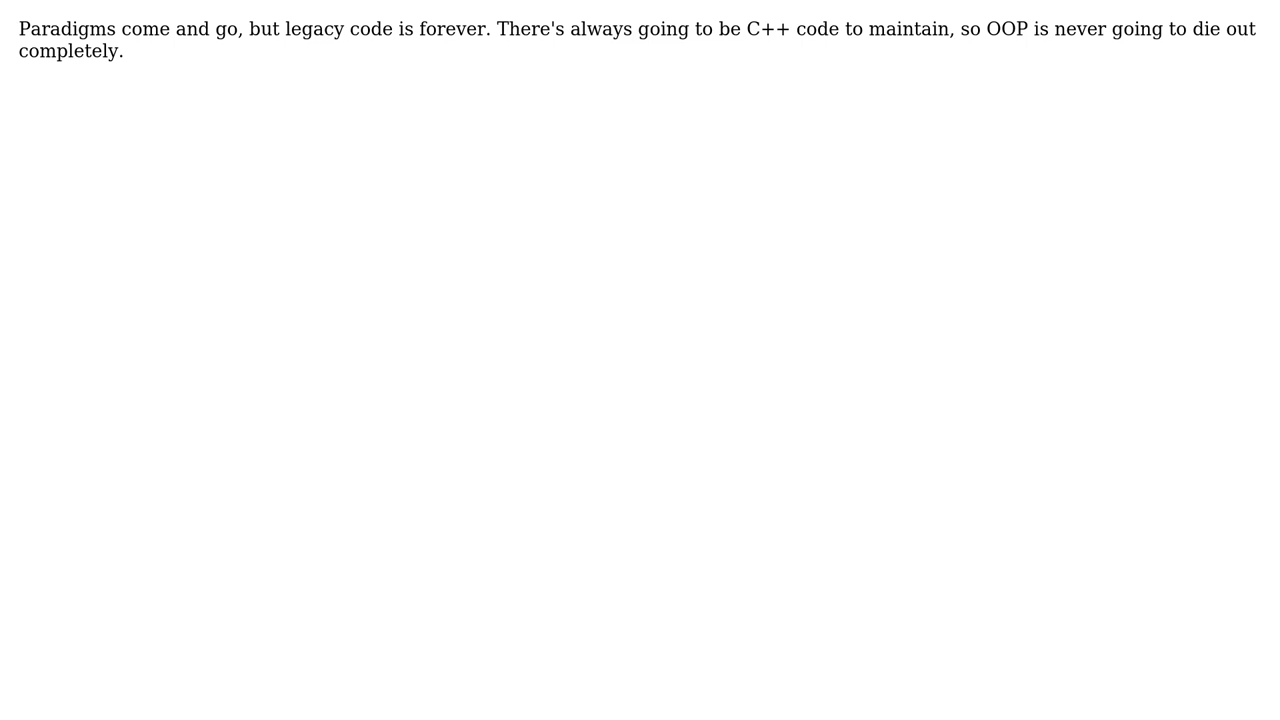 Paradigms come and go, but legacy code is forever. There's always going to be C++ code to maintain, so OOP is never going to die out
completely.